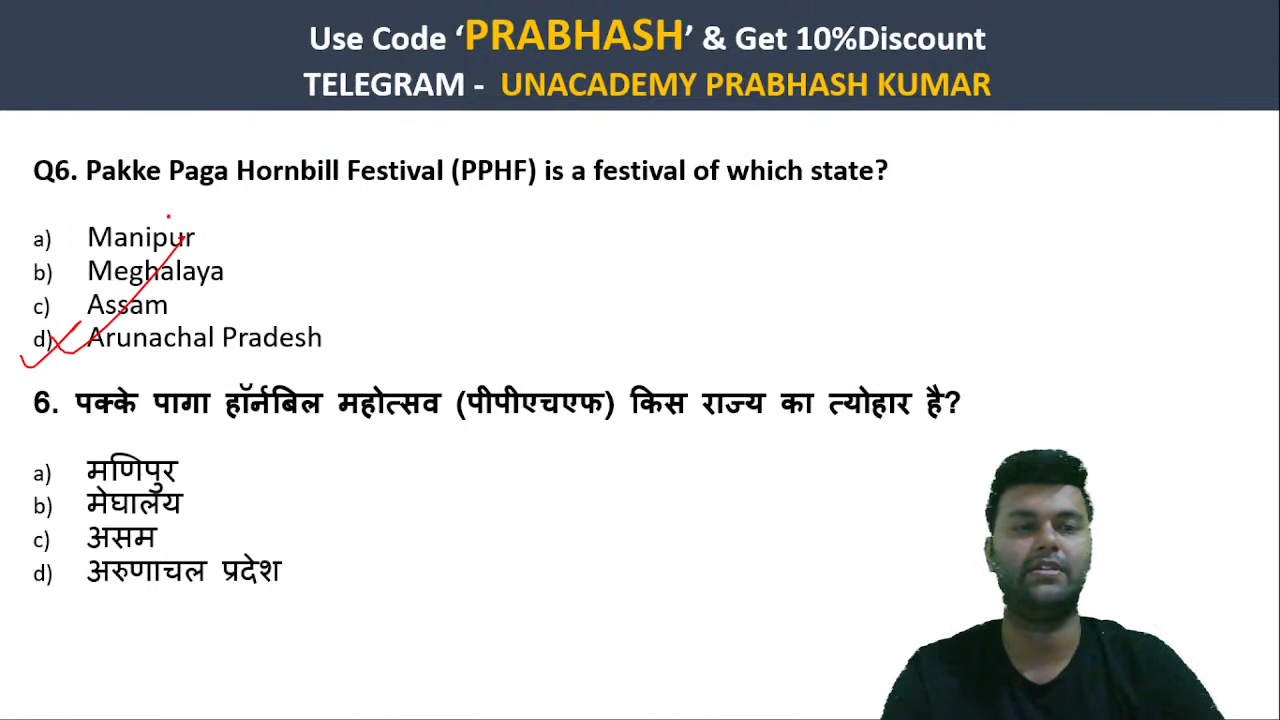 Use Code ‘PRABHASH’ & Get 10%Discount
TELEGRAM - UNACADEMY PRABHASH KUMAR
Q6. Pakke Paga Hornbill Festival (PPHF) is a festival of which state?
a) Manipur
b) Meghalaya
c) Assam
d) Arunachal Pradesh
6. पक्के पागा हॉर्नबिल महोत्सव (पीपीएचएफ) किस राज्य का त्योहार है?
a) मणिपुर
b) मेघालय
c) असम
d) अरुणाचल प्रदेश